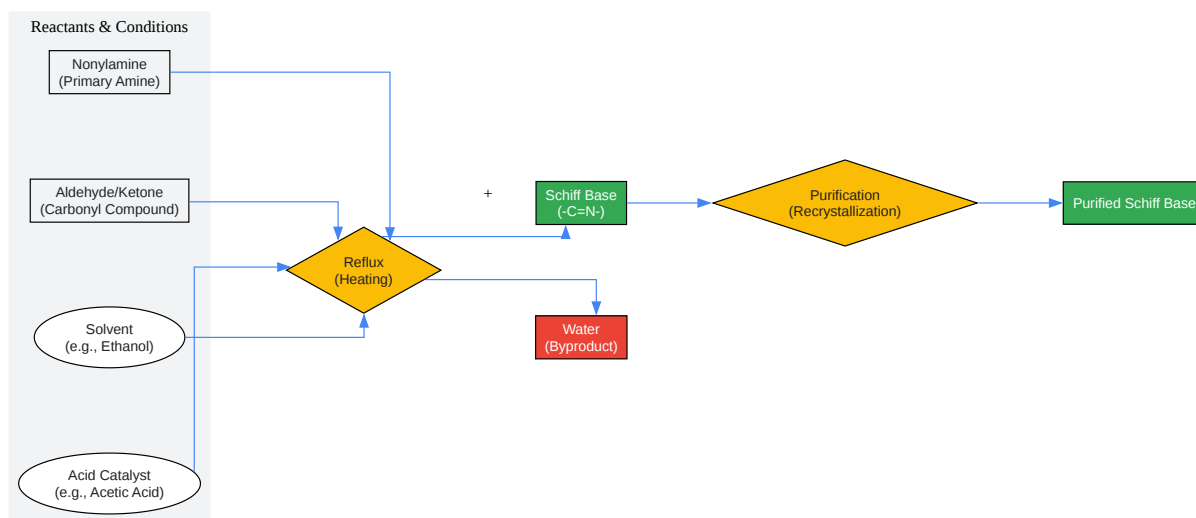 Reactants & Conditions
Nonylamine
(Primary Amine)
Aldehyde/Ketone
(Carbonyl Compound)
Solvent
(e.g., Ethanol)
Acid Catalyst
(e.g., Acetic Acid)
Reflux
(Heating)
+
Schiff Base
(-C=N-)
Water
(Byproduct)
Purification
(Recrystallization)
Purified Schiff Base